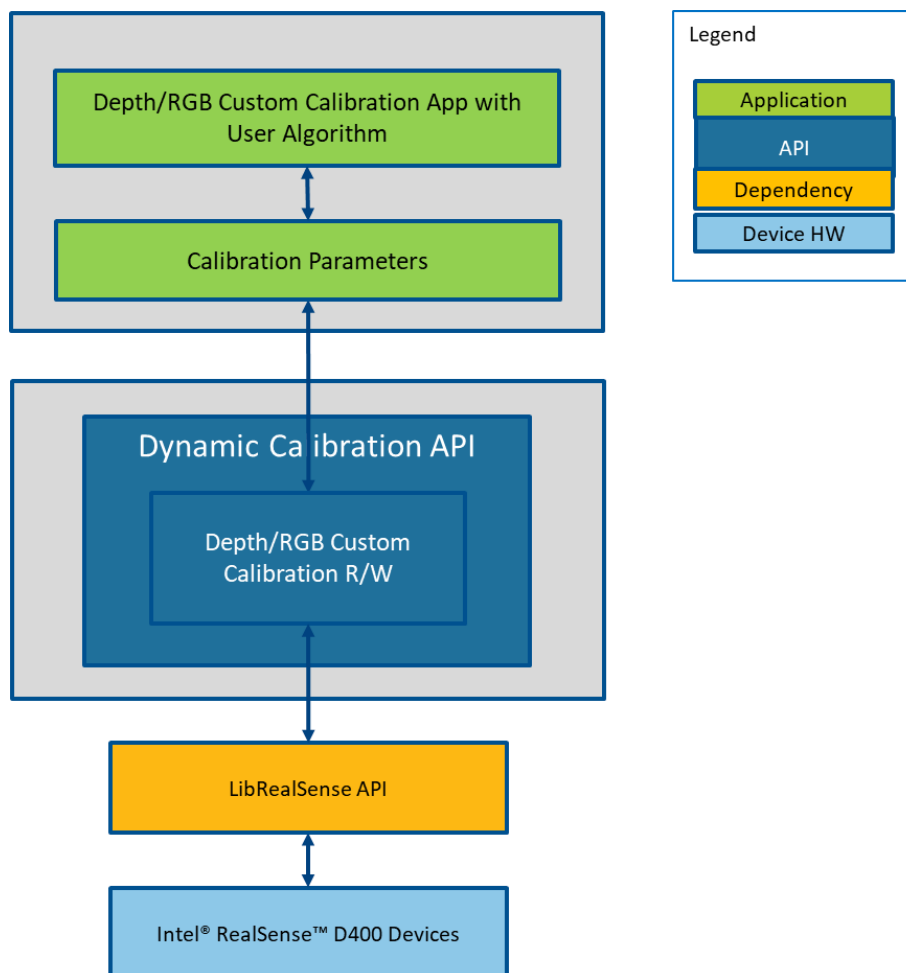 Depth/RGB Custom Calibration App with
User Algorithm
Calibration Parameters
Dynamic Calibration API
Depth/RGB Custom
Calibration R/W
LibRealSense API
Intel® RealSense™ D400 Devices
Legend
Application
API
Dependency
Device HW